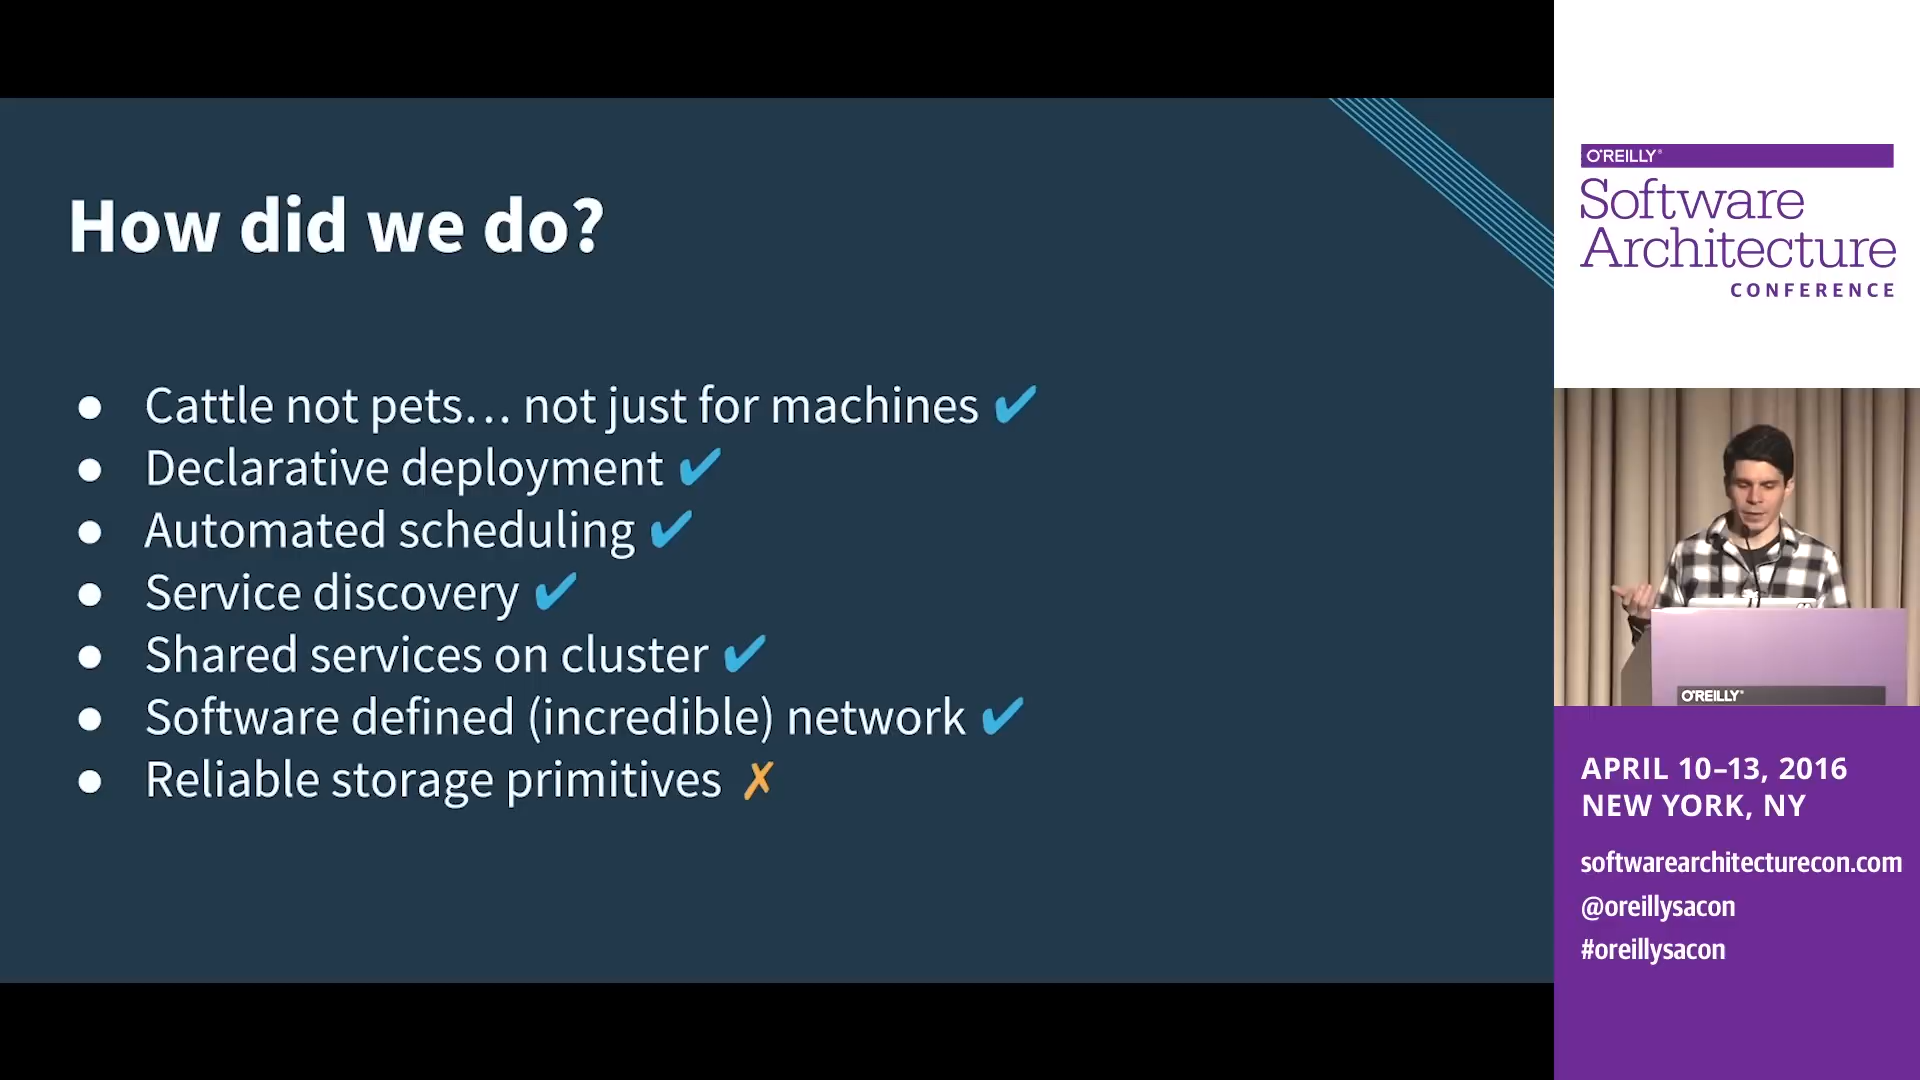 How did we do?
● Cattle not pets… not just for machines ✔
● Declarative deployment ✔
● Automated scheduling ✔
● Service discovery ✔
● Shared services on cluster ✔
● Software defined (incredible) network ✔
● Reliable storage primitives ✗
O'REILLY®
Software
Architecture
CONFERENCE
O'REILLY®
APRIL 10–13, 2016
NEW YORK, NY
softwarearchitecturecon.com
@oreillysacon
#oreillysacon